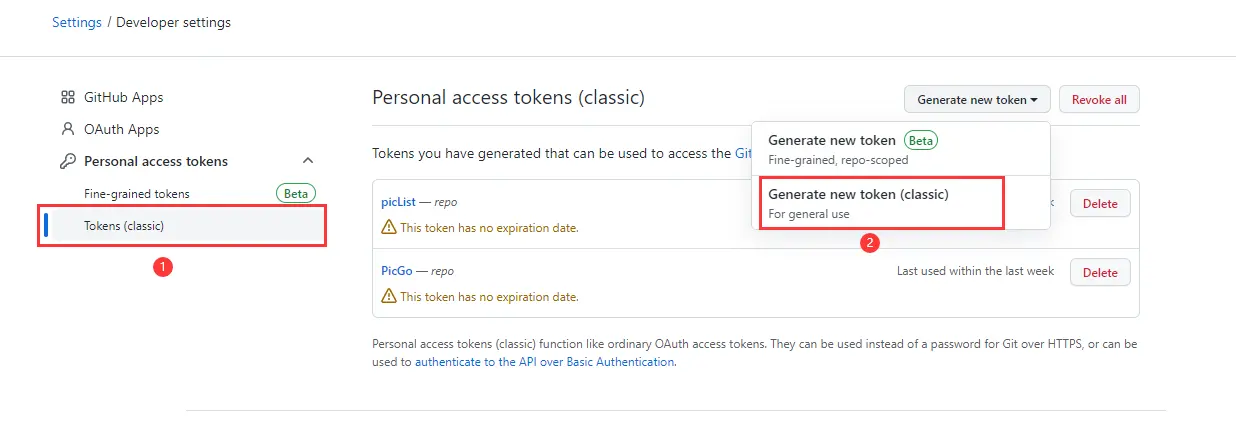 Settings / Developer settings
GitHub Apps
OAuth Apps
Personal access tokens
Fine-grained tokens Beta
Tokens (classic)
1
Personal access tokens (classic)
Generate new token
Revoke all
Generate new token Beta
Fine-grained, repo-scoped
Generate new token (classic)
For general use
2
Tokens you have generated that can be used to access the Git
picList — repo
Delete
This token has no expiration date.
PicGo — repo
Last used within the last week
Delete
This token has no expiration date.
Personal access tokens (classic) function like ordinary OAuth access tokens. They can be used instead of a password for Git over HTTPS, or can be
used to authenticate to the API over Basic Authentication.